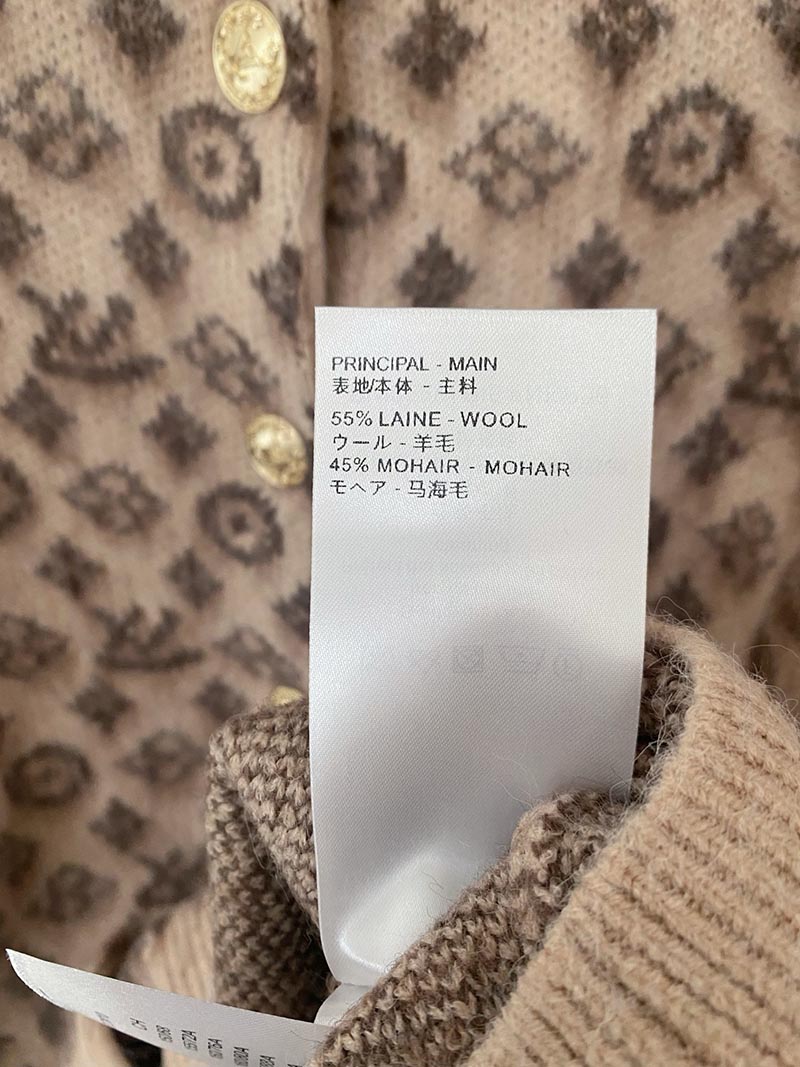 PRINCIPAL - MAIN
表地/本体 - 主料
55% LAINE - WOOL
ウール - 羊毛
45% MOHAIR - MOHAIR
モヘア - 马海毛